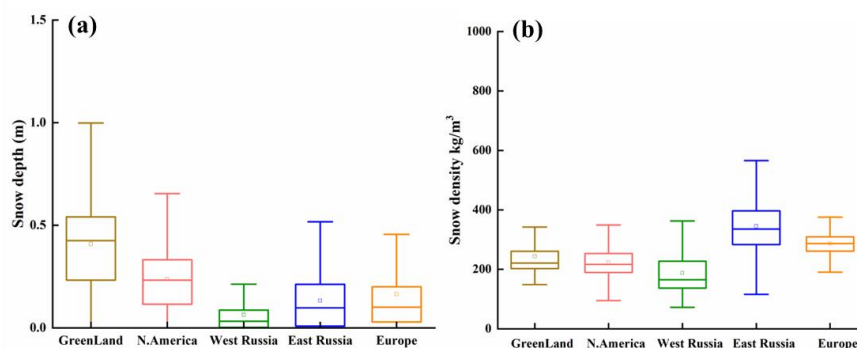 (a)
1.5
1.0
0.5
0.0
Snow depth (m)
GreenLand N.America West Russia East Russia Europe
(b)
1000
800
600
400
200
0
Snow density kg/m³
GreenLand N.America West Russia East Russia Europe